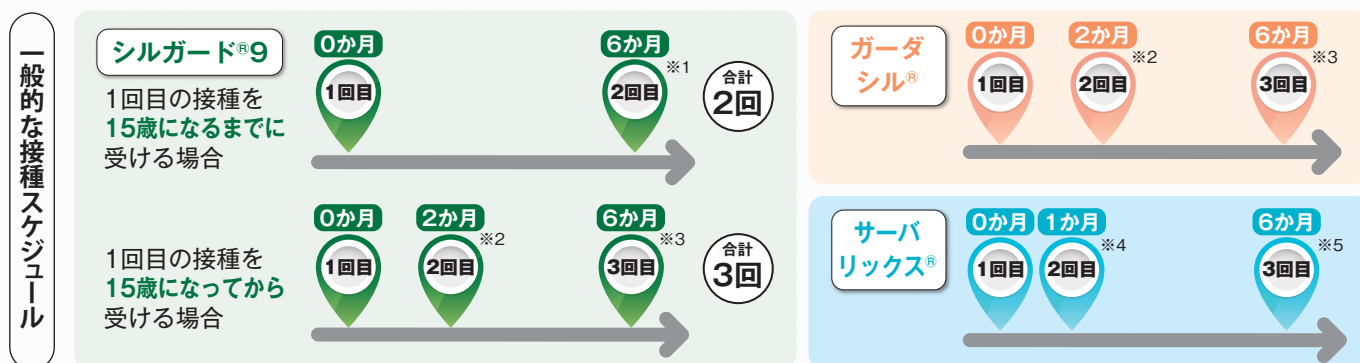 一般的な接種スケジュール
シルガード®9
1回目の接種を
15歳になるまでに
受ける場合
0か月
1回目
6か月
※1
2回目
合計
2回
1回目の接種を
15歳になってから
受ける場合
0か月
1回目
2か月
※2
2回目
6か月
※3
3回目
合計
3回
ガーダ
シル®
0か月
1回目
2か月
※2
2回目
6か月
※3
3回目
サーバ
リックス®
0か月
1回目
1か月
※4
2回目
6か月
※5
3回目